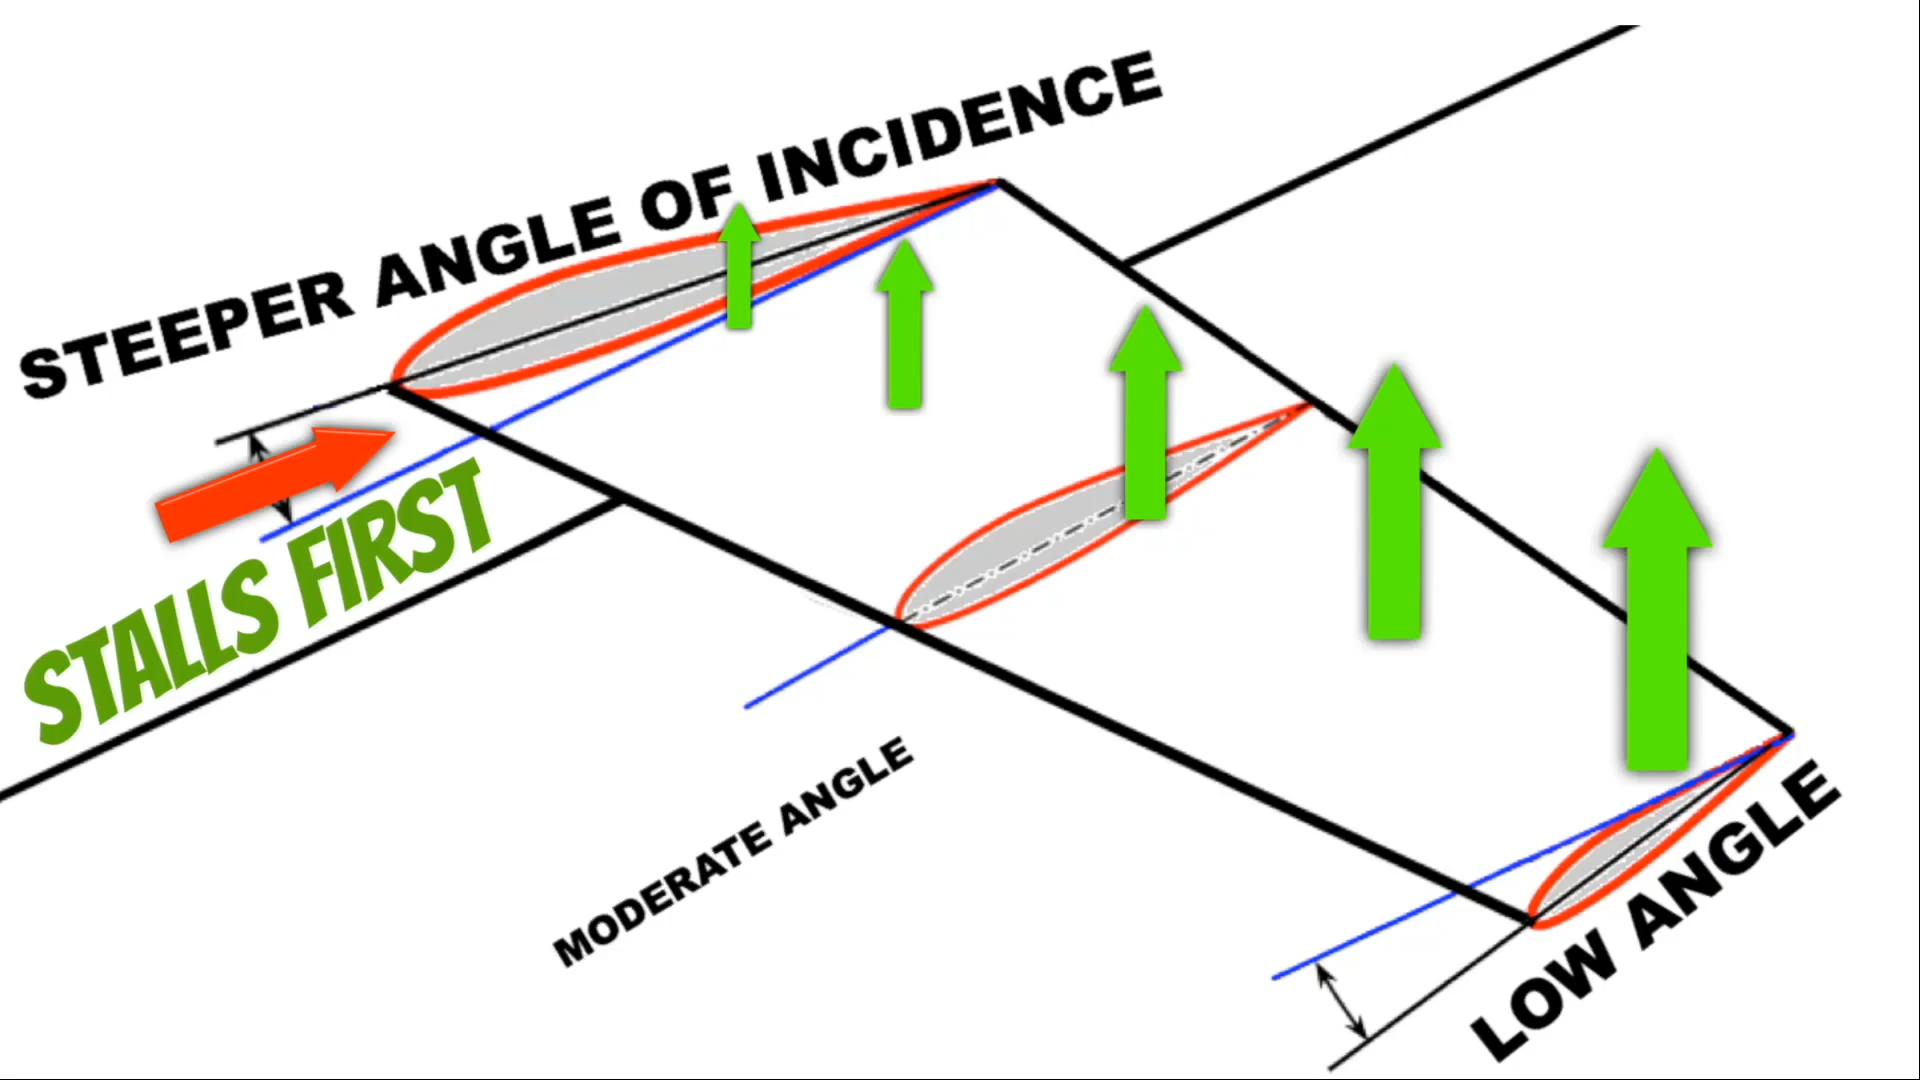 STEEPER ANGLE OF INCIDENCE
STALLS FIRST
MODERATE ANGLE
LOW ANGLE